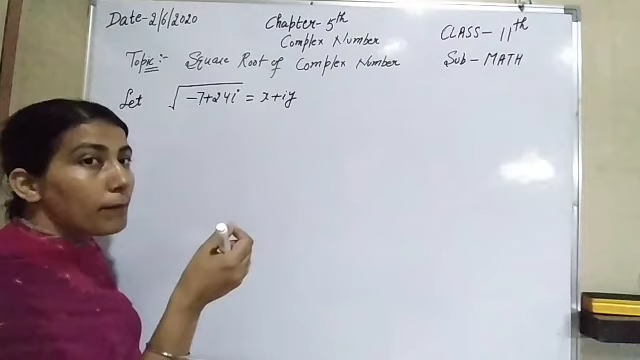 Date-2/6/2020
Chapter-5th
Complex Number
CLASS-11th
Sub-MATH
Topic:- Square Root of Complex Number
Let √-7+24i = x+iy